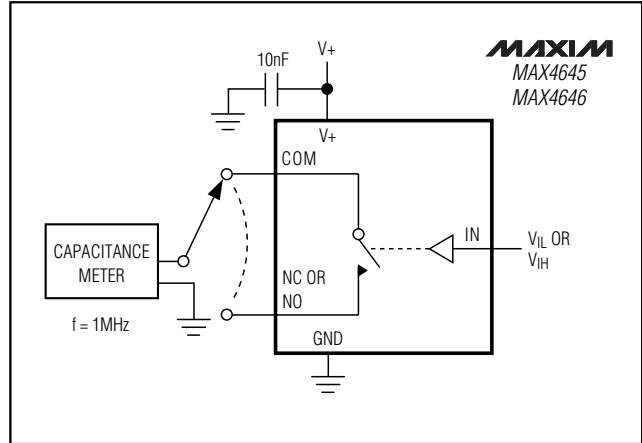 10nF
V+
MAXIM
MAX4645
MAX4646
V+
COM
IN
VIL OR
VIH
CAPACITANCE
METER
NC OR
NO
f = 1MHz
GND